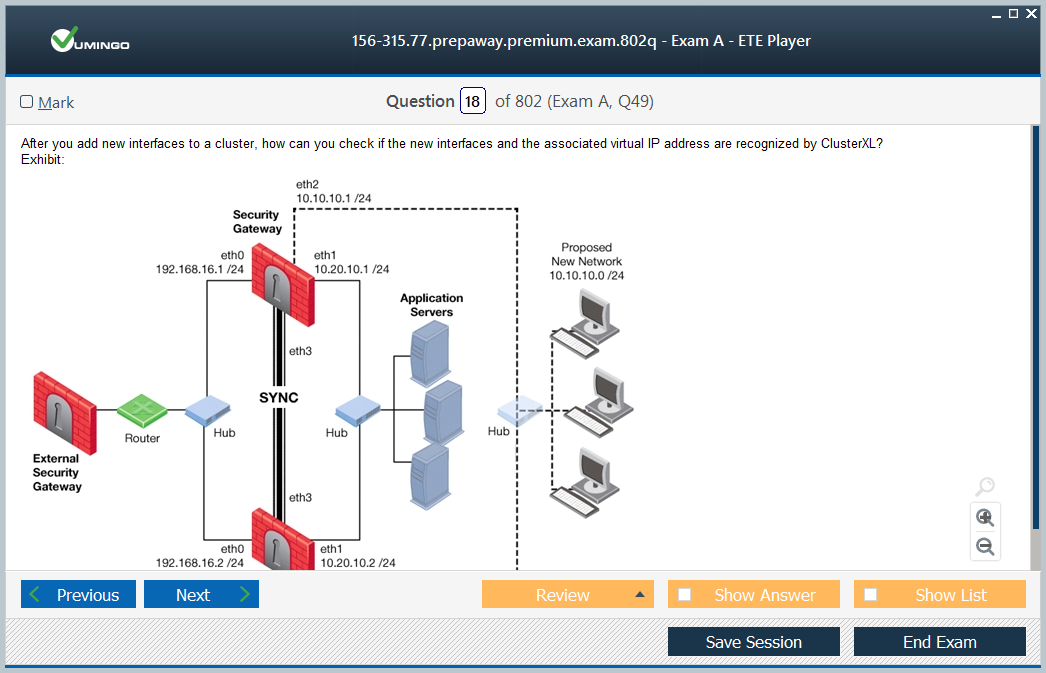 VUMINGO
156-315.77.prepaway.premium.exam.802q - Exam A - ETE Player
Mark
Question 18 of 802 (Exam A, Q49)
After you add new interfaces to a cluster, how can you check if the new interfaces and the associated virtual IP address are recognized by ClusterXL?
Exhibit:
eth2
10.10.10.1 /24
Security
Gateway
eth0
192.168.16.1 /24
eth1
10.20.10.1 /24
Proposed
New Network
10.10.10.0 /24
Application
Servers
eth3
SYNC
Router
Hub
Hub
Hub
External
Security
Gateway
eth3
eth0
192.168.16.2 /24
eth1
10.20.10.2 /24
Previous
Next
Review
Show Answer
Show List
Save Session
End Exam